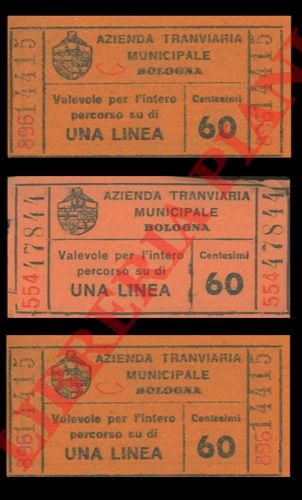 89614415
AZIENDA TRANVIARIA
MUNICIPALE
C
BOLOGNA
Valevole per l'intero
percorso su di
UNA LINEA
Centesimi
60
89614415
55447844
AZIENDA TRANVIARIA
MUNICIPALE
BOLOGNA
Valevole per l'intero
percorso su di
UNA LINEA
Centesimi
60
55447844
89614415
AZIENDA TRANVIARIA
MUNICIPALE
C
BOLOGNA
Valevole per l'intero
percorso su di
UNA LINEA
Centesimi
60
89614415
LIBRERIA PIANI